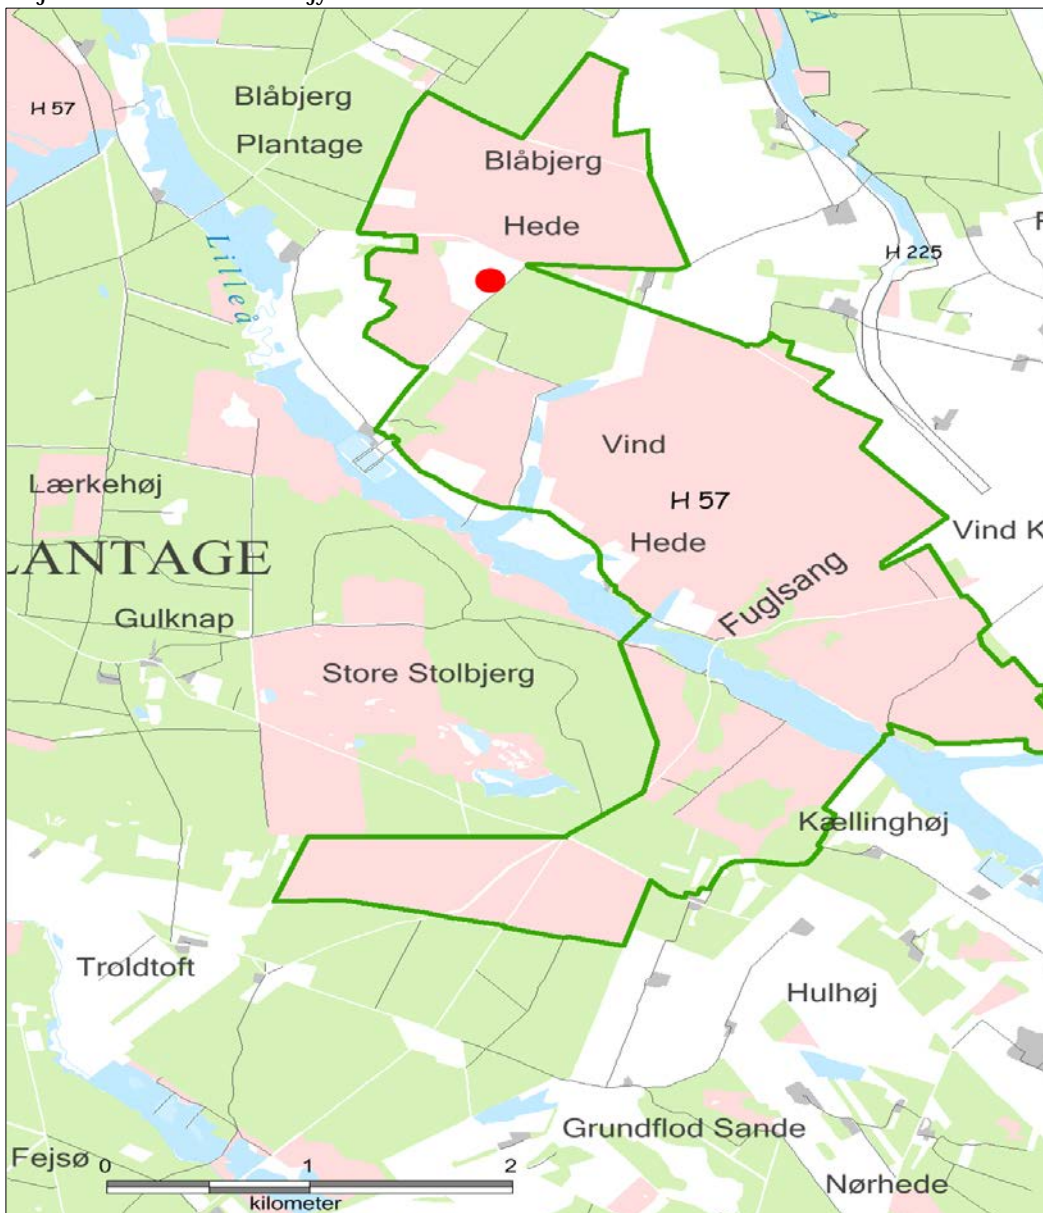 H 57
Blåbjerg
Plantage
Blåbjerg
Hede
Lilleå
Å
H 225
Vind
H 57
Hede
Vind K
Lærkehøj
LANTAGE
Fuglsang
Gulknap
Store Stolbjerg
Kællinghøj
Troldtoft
Hulhøj
Grundflod Sande
Fejsø
0 1 2
kilometer
Nørhede